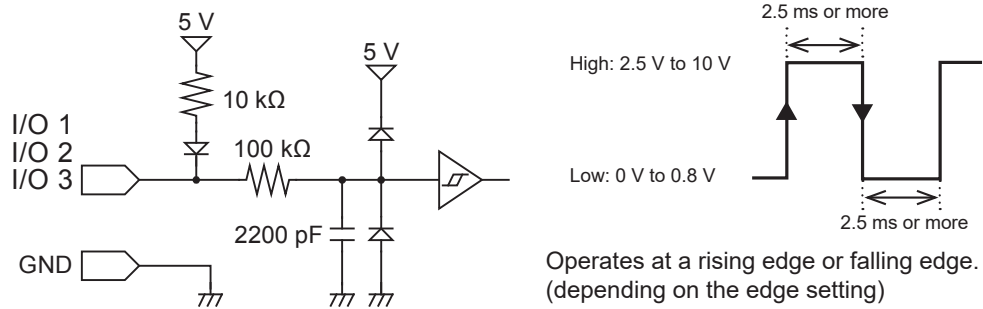 5 V
10 kΩ
I/O 1
I/O 2
I/O 3
100 kΩ
5 V
2200 pF
GND
2.5 ms or more
High: 2.5 V to 10 V
Low: 0 V to 0.8 V
2.5 ms or more
Operates at a rising edge or falling edge.
(depending on the edge setting)